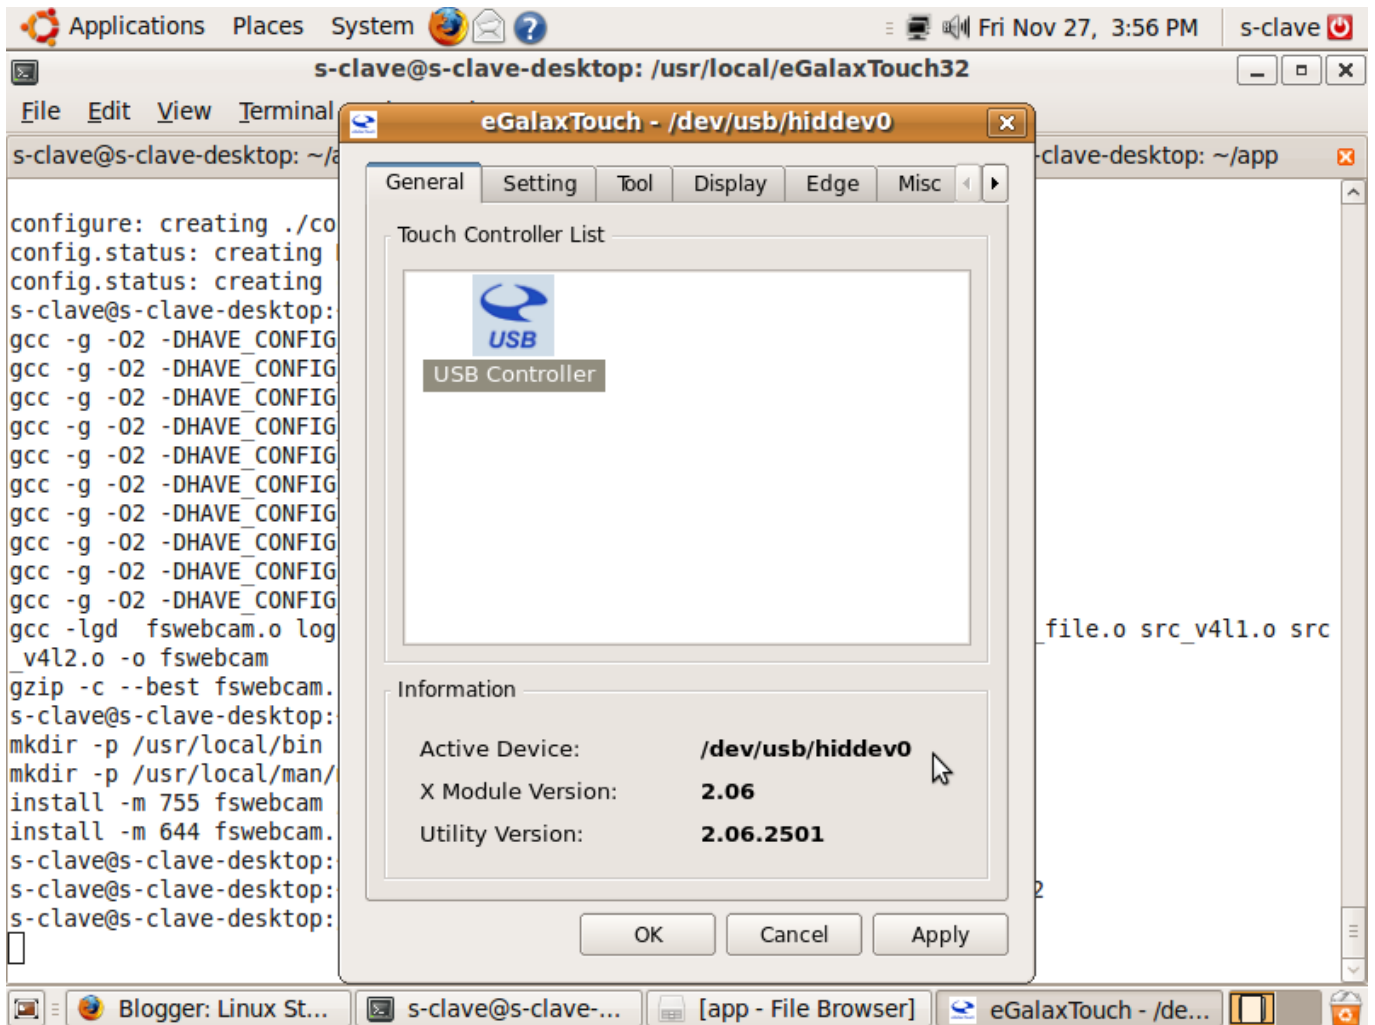 Applications Places System Fri Nov 27, 3:56 PM s-clave
s-clave@s-clave-desktop: /usr/local/eGalaxTouch32
File Edit View Terminal
eGalaxTouch - /dev/usb/hiddev0
s-clave@s-clave-desktop: ~/a
-clave-desktop: ~/app
General Setting Tool Display Edge Misc
Touch Controller List
USB
USB Controller
Information
Active Device: /dev/usb/hiddev0
X Module Version: 2.06
Utility Version: 2.06.2501
OK Cancel Apply
configure: creating ./co
config.status: creating
config.status: creating
s-clave@s-clave-desktop:
gcc -g -O2 -DHAVE_CONFIG
gcc -g -O2 -DHAVE_CONFIG
gcc -g -O2 -DHAVE_CONFIG
gcc -g -O2 -DHAVE_CONFIG
gcc -g -O2 -DHAVE_CONFIG
gcc -g -O2 -DHAVE_CONFIG
gcc -g -O2 -DHAVE_CONFIG
gcc -g -O2 -DHAVE_CONFIG
gcc -g -O2 -DHAVE_CONFIG
gcc -g -O2 -DHAVE_CONFIG
gcc -lgd fswebcam.o log _file.o src_v4l1.o src
_v4l2.o -o fswebcam
gzip -c --best fswebcam.
s-clave@s-clave-desktop:
mkdir -p /usr/local/bin
mkdir -p /usr/local/man/
install -m 755 fswebcam
install -m 644 fswebcam.
s-clave@s-clave-desktop:
s-clave@s-clave-desktop: 2
s-clave@s-clave-desktop:
Blogger: Linux St... s-clave@s-clave-... [app - File Browser] eGalaxTouch - /de...